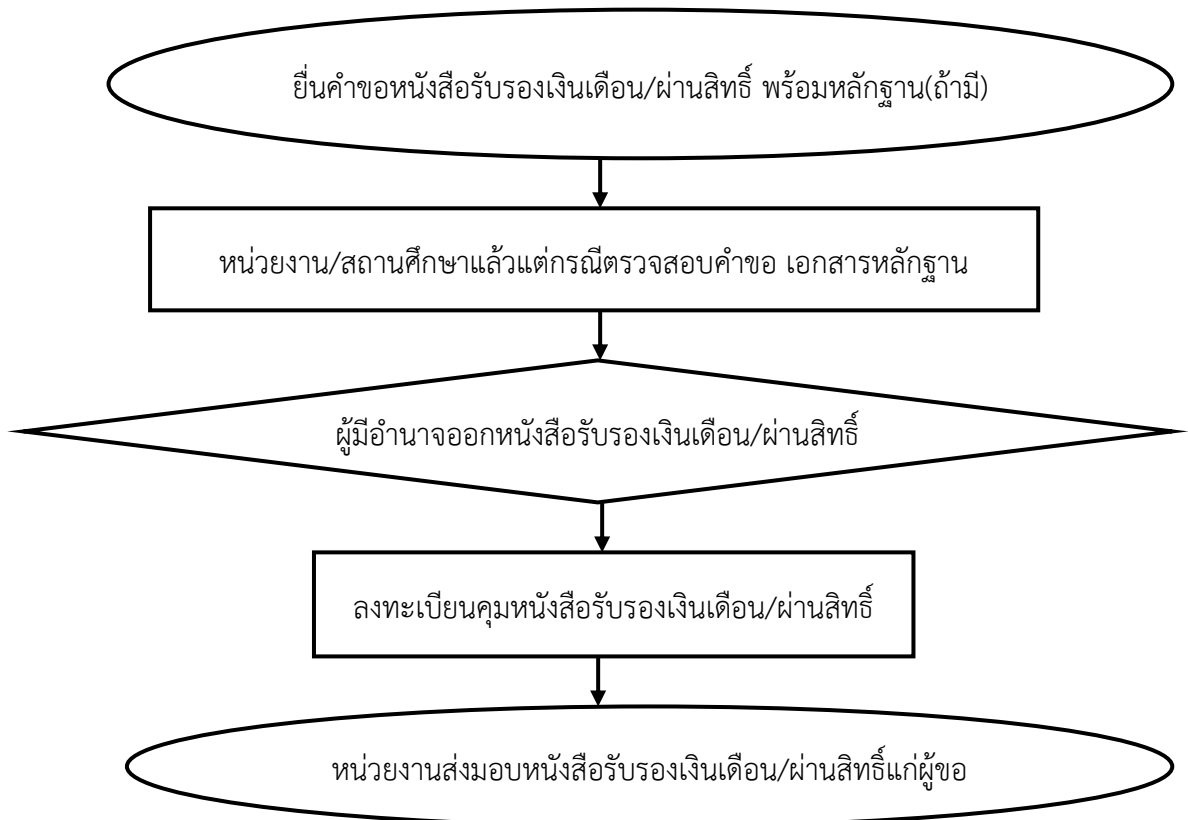 ยื่นคำขอหนังสือรับรองเงินเดือน/ผ่านสิทธิ์ พร้อมหลักฐาน(ถ้ามี)
หน่วยงาน/สถานศึกษาแล้วแต่กรณีตรวจสอบคำขอ เอกสารหลักฐาน
ผู้มีอำนาจออกหนังสือรับรองเงินเดือน/ผ่านสิทธิ์
ลงทะเบียนคุมหนังสือรับรองเงินเดือน/ผ่านสิทธิ์
หน่วยงานส่งมอบหนังสือรับรองเงินเดือน/ผ่านสิทธิ์แก่ผู้ขอ